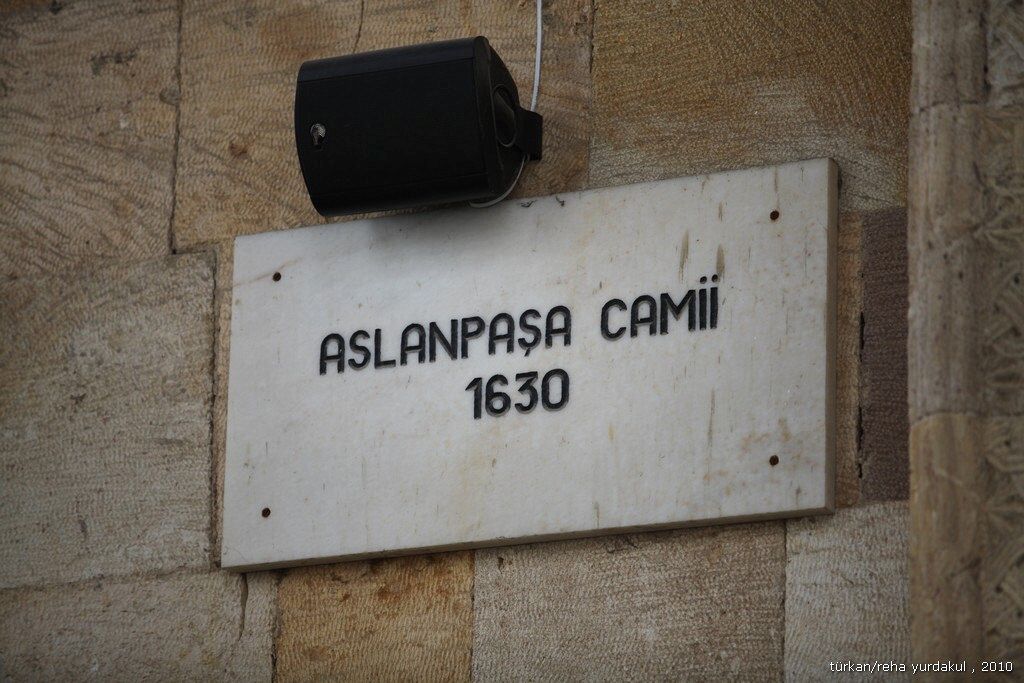 ASLANPAŞA CAMİİ
1630
türkan/reha yurdakul , 2010